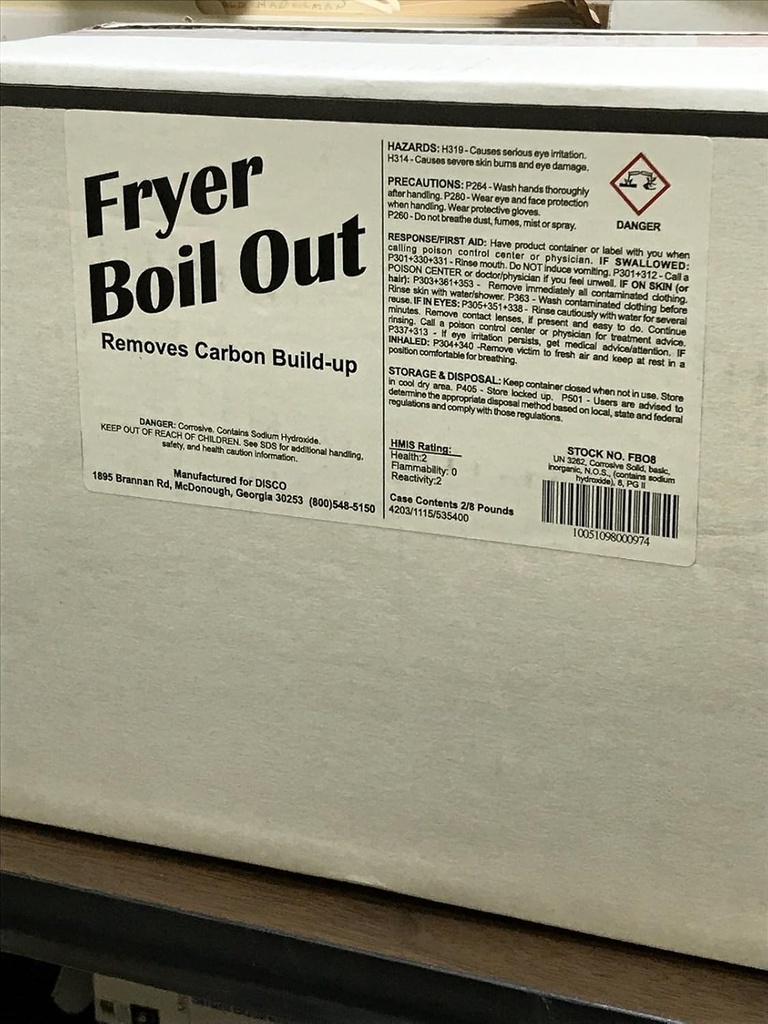 Fryer
Boil Out
Removes Carbon Build-up
DANGER: Corrosive. Contains Sodium Hydroxide.
KEEP OUT OF REACH OF CHILDREN. See SDS for additional handling,
safety, and health caution information.
Manufactured for DISCO
1895 Brannan Rd, McDonough, Georgia 30253 (800)548-5150
HAZARDS: H319 - Causes serious eye irritation.
H314 - Causes severe skin burns and eye damage.
PRECAUTIONS: P264 - Wash hands thoroughly
after handling. P280 - Wear eye and face protection
when handling. Wear protective gloves.
P260 - Do not breathe dust, fumes, mist or spray.
DANGER
RESPONSE/FIRST AID: Have product container or label with you when
calling poison control center or physician. IF SWALLOWED:
P301+330+331 - Rinse mouth. Do NOT induce vomiting. P301+312 - Call a
POISON CENTER or doctor/physician if you feel unwell. IF ON SKIN (or
hair): P303+361+353 - Remove immediately all contaminated clothing.
Rinse skin with water/shower. P363 - Wash contaminated clothing before
reuse. IF IN EYES: P305+351+338 - Rinse cautiously with water for several
minutes. Remove contact lenses, if present and easy to do. Continue
rinsing. Call a poison control center or physician for treatment advice.
P337+313 - If eye irritation persists, get medical advice/attention. IF
INHALED: P304+340 -Remove victim to fresh air and keep at rest in a
position comfortable for breathing.
STORAGE & DISPOSAL: Keep container closed when not in use. Store
in cool dry area. P405 - Store locked up. P501 - Users are advised to
determine the appropriate disposal method based on local, state and federal
regulations and comply with those regulations.
HMIS Rating:
Health:2
Flammability: 0
Reactivity:2
Case Contents 2/8 Pounds
4203/1115/535400
STOCK NO. FBO8
UN 3262, Corrosive Solid, basic,
inorganic, N.O.S., (contains sodium
hydroxide), 8, PG II
10051098000974